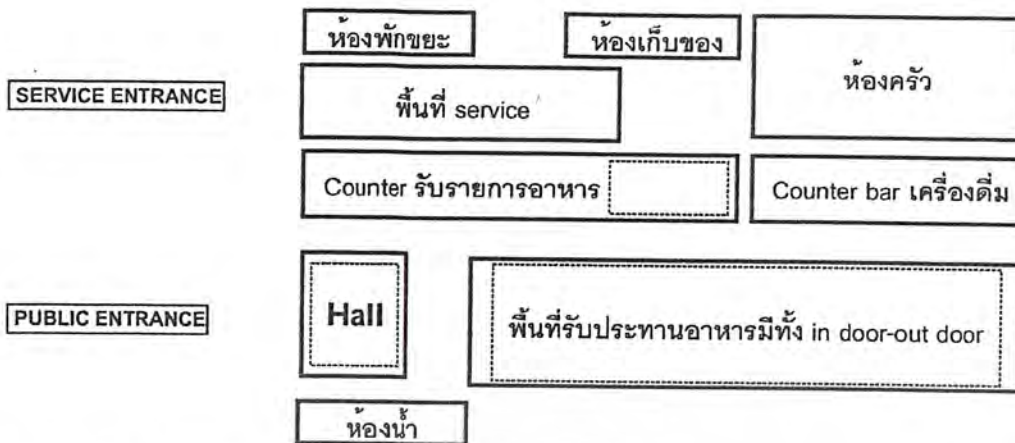 ห้องพักขยะ
ห้องเก็บของ
ห้องครัว
SERVICE ENTRANCE
พื้นที่ service
Counter รับรายการอาหาร
Counter bar เครื่องดื่ม
PUBLIC ENTRANCE
Hall
พื้นที่รับประทานอาหารมีทั้ง in door-out door
ห้องน้ำ